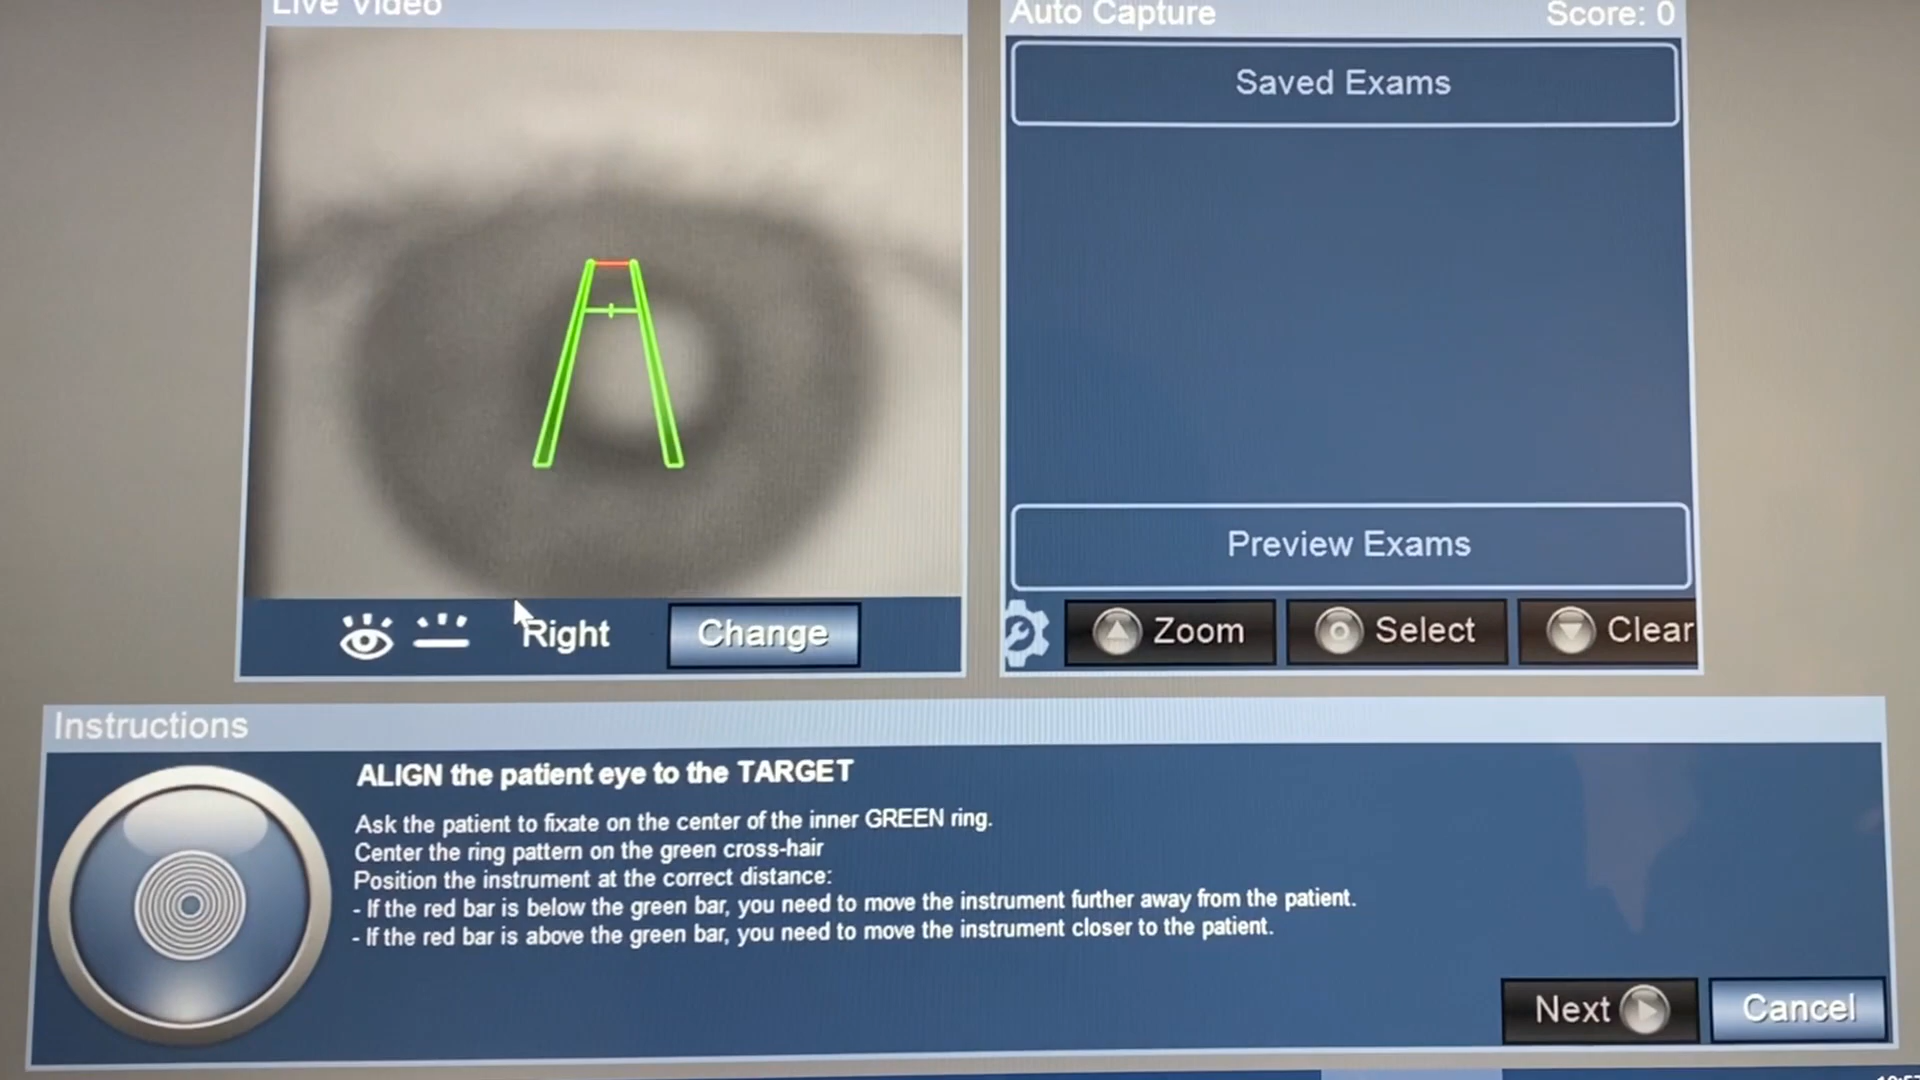 Live Video
Auto Capture
Score: 0
Saved Exams
Preview Exams
Right
Change
Zoom
Select
Clear
Instructions
ALIGN the patient eye to the TARGET
Ask the patient to fixate on the center of the inner GREEN ring.
Center the ring pattern on the green cross-hair
Position the instrument at the correct distance:
- If the red bar is below the green bar, you need to move the instrument further away from the patient.
- If the red bar is above the green bar, you need to move the instrument closer to the patient.
Next
Cancel